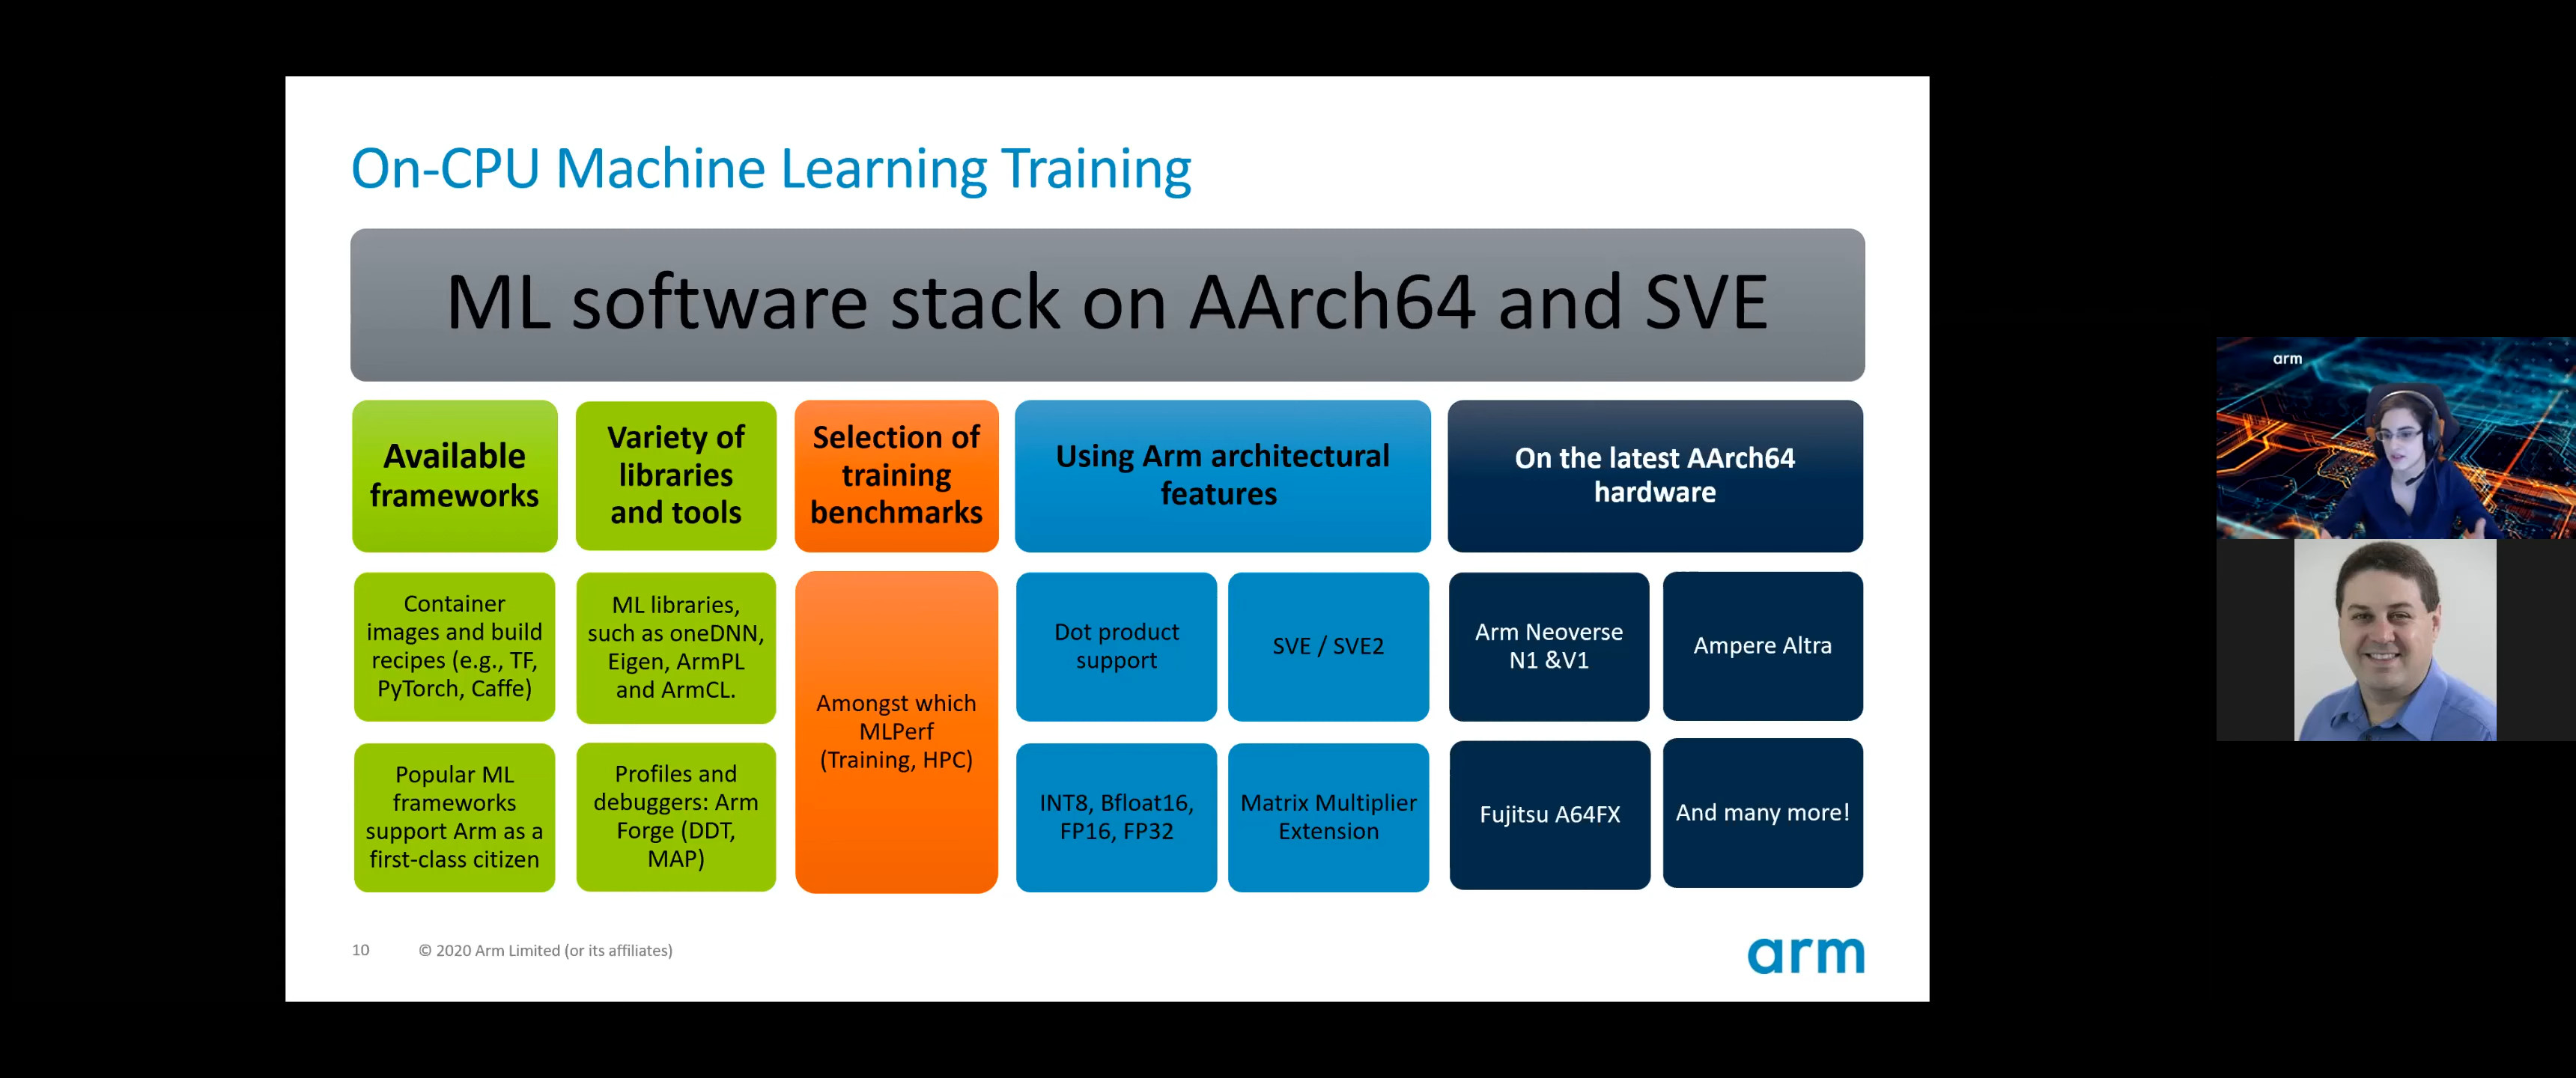 On-CPU Machine Learning Training
ML software stack on AArch64 and SVE
Available
frameworks
Variety of
libraries
and tools
Selection of
training
benchmarks
Using Arm architectural
features
On the latest AArch64
hardware
Container
images and build
recipes (e.g., TF,
PyTorch, Caffe)
ML libraries,
such as oneDNN,
Eigen, ArmPL
and ArmCL.
Amongst which
MLPerf
(Training, HPC)
Dot product
support
SVE / SVE2
Arm Neoverse
N1 &V1
Ampere Altra
Popular ML
frameworks
support Arm as a
first-class citizen
Profiles and
debuggers: Arm
Forge (DDT,
MAP)
INT8, Bfloat16,
FP16, FP32
Matrix Multiplier
Extension
Fujitsu A64FX
And many more!
10
© 2020 Arm Limited (or its affiliates)
arm
arm